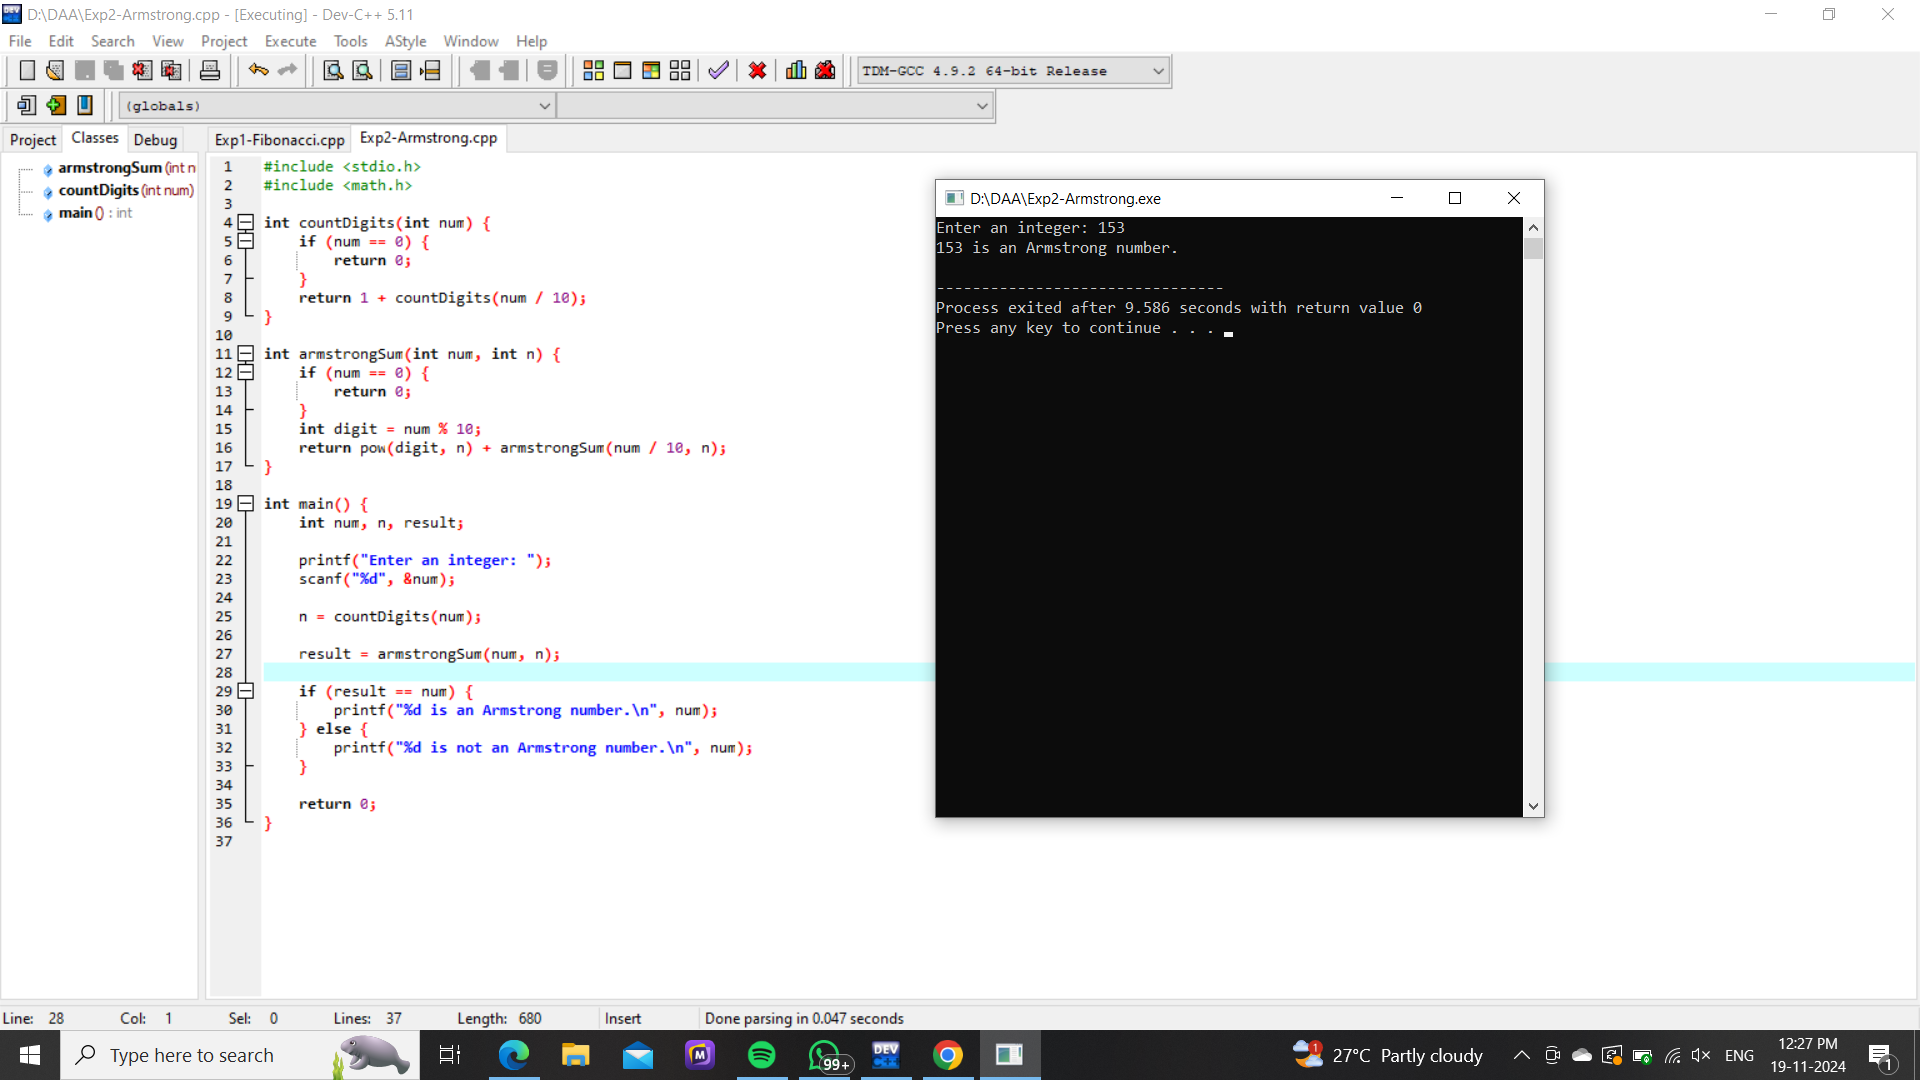 D:\DAA\Exp2-Armstrong.cpp - [Executing] - Dev-C++ 5.11
File Edit Search View Project Execute Tools AStyle Window Help
TDM-GCC 4.9.2 64-bit Release
(globals)
Project Classes Debug
Exp1-Fibonacci.cpp Exp2-Armstrong.cpp
armstrongSum (int n
countDigits (int num)
main () : int
1 #include <stdio.h>
2 #include <math.h>
3
4 int countDigits(int num) {
5 if (num == 0) {
6 return 0;
7 }
8 return 1 + countDigits(num / 10);
9 }
10
11 int armstrongSum(int num, int n) {
12 if (num == 0) {
13 return 0;
14 }
15 int digit = num % 10;
16 return pow(digit, n) + armstrongSum(num / 10, n);
17 }
18
19 int main() {
20 int num, n, result;
21
22 printf("Enter an integer: ");
23 scanf("%d", &num);
24
25 n = countDigits(num);
26
27 result = armstrongSum(num, n);
28
29 if (result == num) {
30 printf("%d is an Armstrong number.\n", num);
31 } else {
32 printf("%d is not an Armstrong number.\n", num);
33 }
34
35 return 0;
36 }
37
D:\DAA\Exp2-Armstrong.exe
Enter an integer: 153
153 is an Armstrong number.
--------------------------------
Process exited after 9.586 seconds with return value 0
Press any key to continue . . .
Line: 28 Col: 1 Sel: 0 Lines: 37 Length: 680 Insert Done parsing in 0.047 seconds
Type here to search
M
99+
DEV
C++
1
27°C Partly cloudy
ENG
12:27 PM
19-11-2024
1